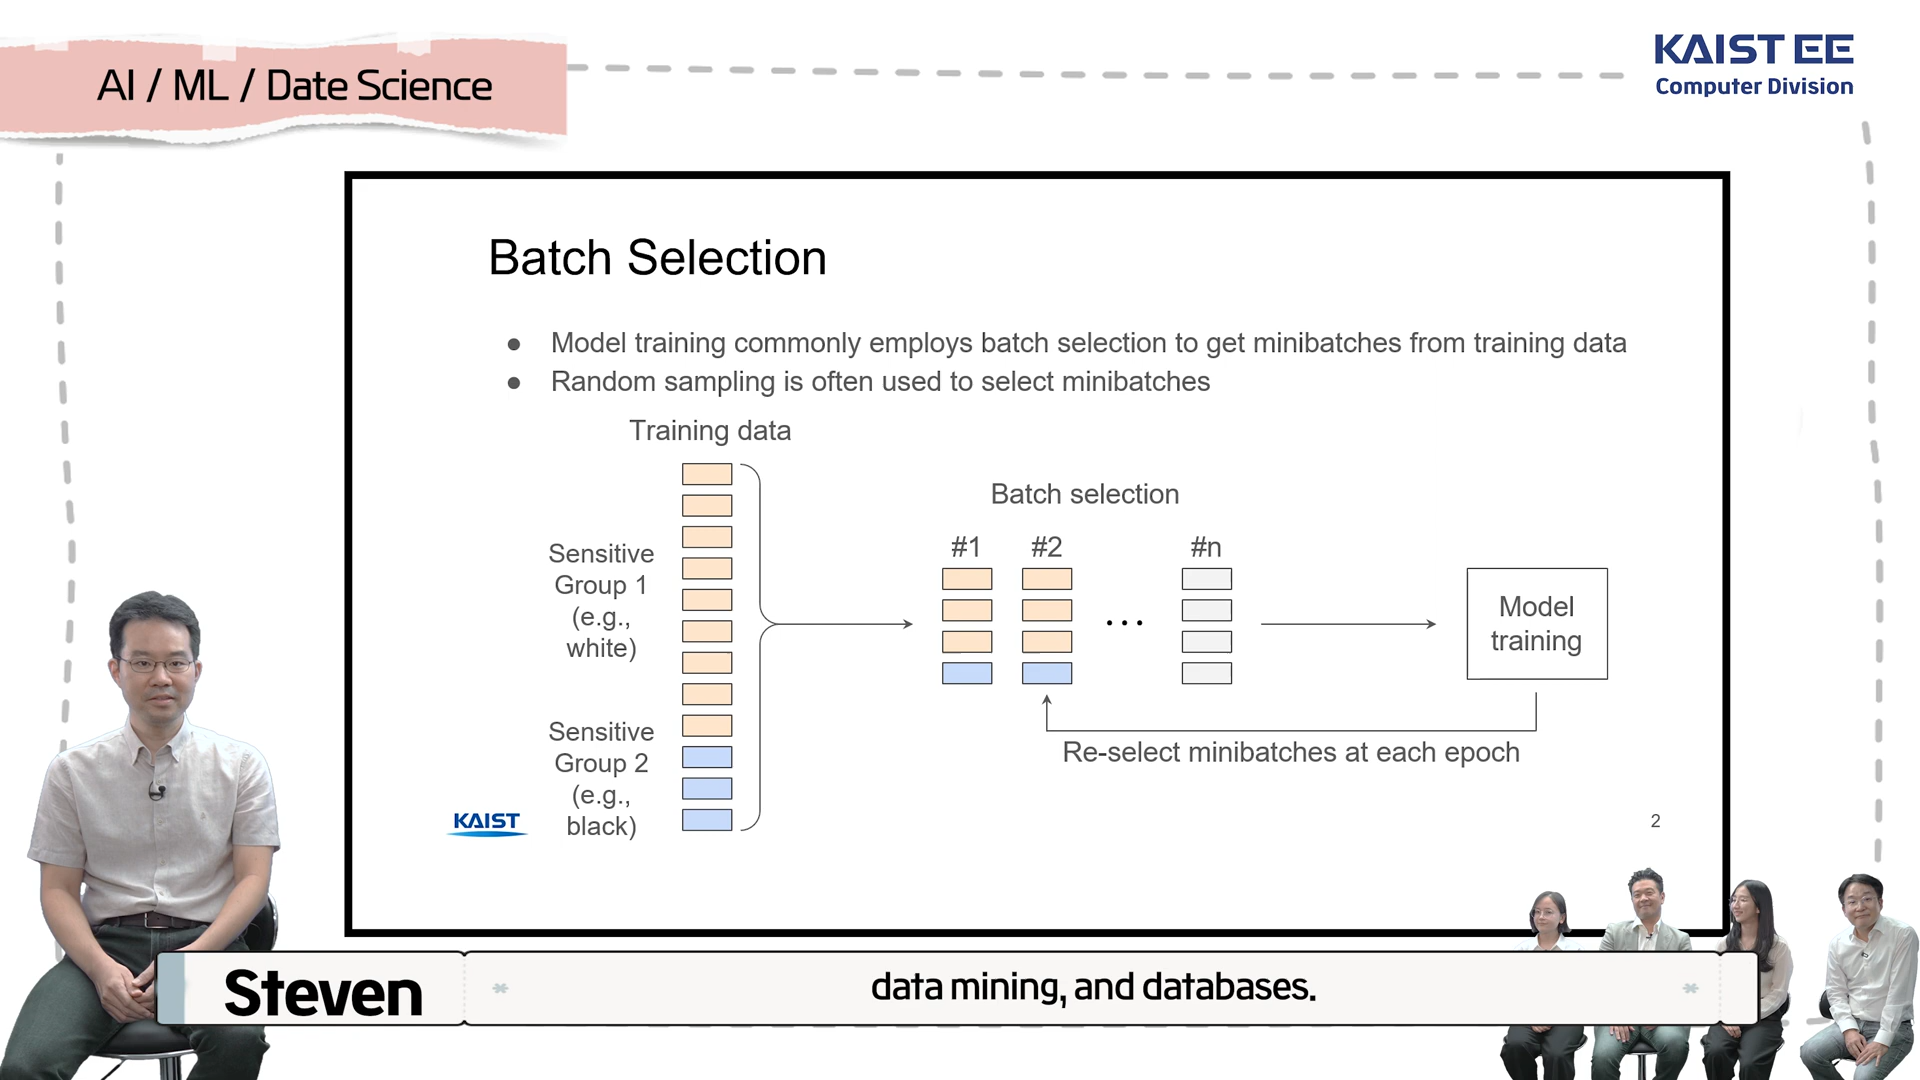 AI / ML / Date Science
KAIST EE
Computer Division
Batch Selection
● Model training commonly employs batch selection to get minibatches from training data
● Random sampling is often used to select minibatches
Training data
Batch selection
#1 #2 ... #n
Sensitive
Group 1
(e.g.,
white)
Model
training
Sensitive
Group 2
(e.g.,
black)
Re-select minibatches at each epoch
KAIST
2
Steven
* data mining, and databases. *